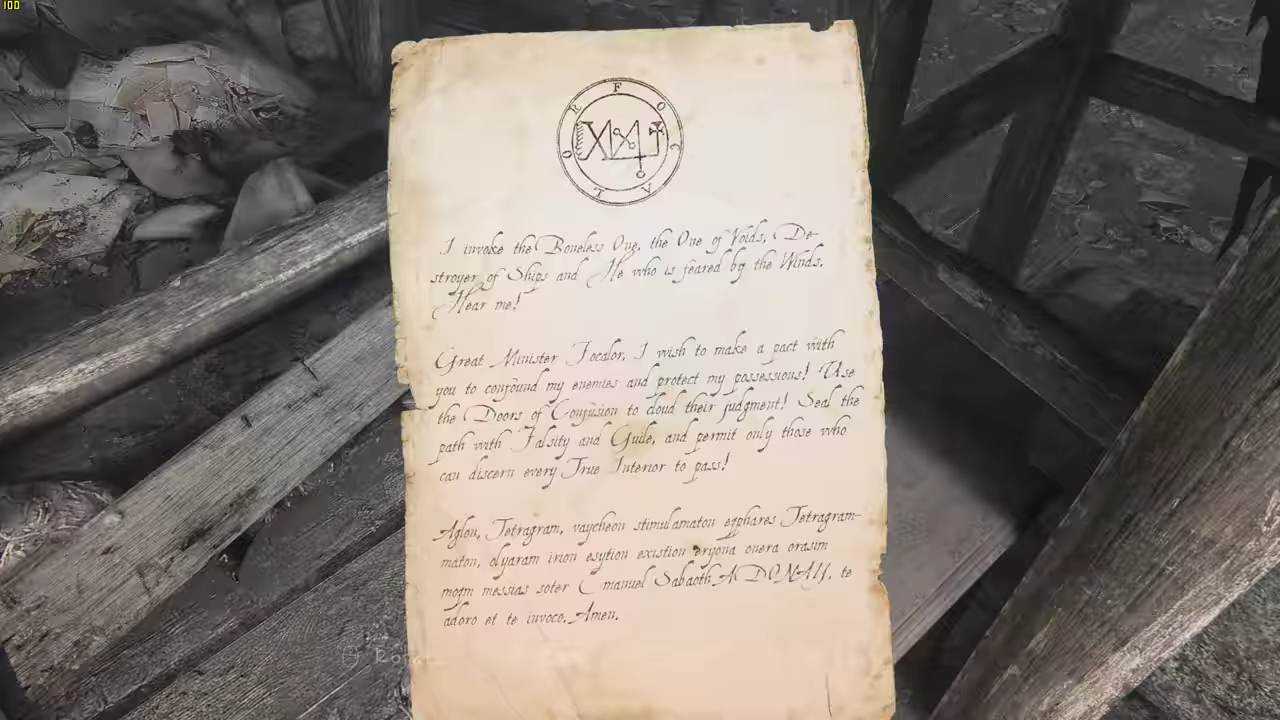 100
F O C A L O R
I invoke the Boneless One, the One of Voids, De-
stroyer of Ships and He who is feared by the Winds.
Hear me!
Great Minister Focalor, I wish to make a pact with
you to confound my enemies and protect my possessions! Use
the Doors of Confusion to cloud their judgment! Seal the
path with Falsity and Guile, and permit only those who
can discern every True Interior to pass!
Aglon, Tetragram, vaycheon stimulamaton ezphares Tetragram-
maton, olyaram irion esytion existion eryona onera orasim
mozm messias soter Emanuel Sabaoth ADONAY, te
adoro et te invoco. Amen.